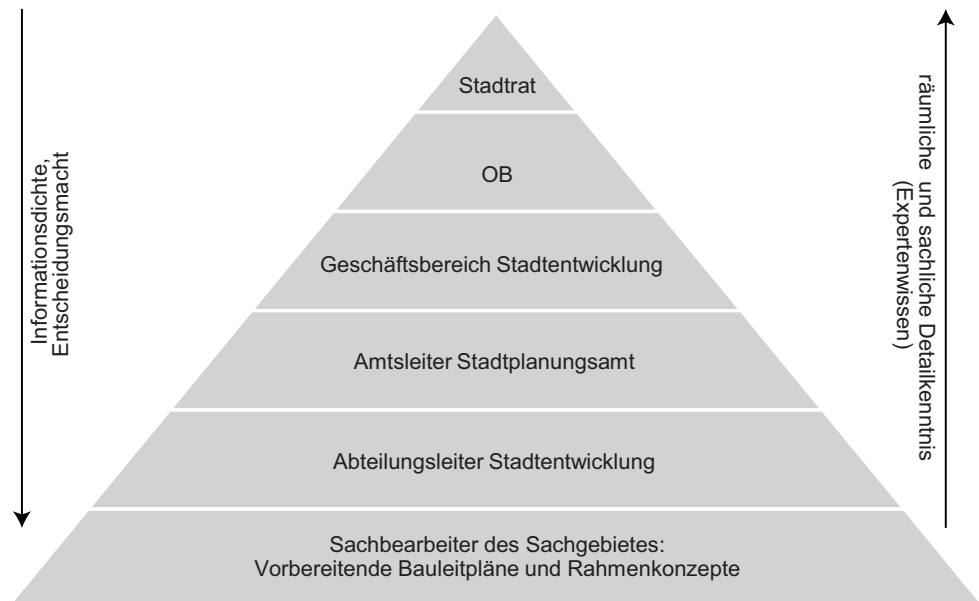 Stadtrat
OB
Geschäftsbereich Stadtentwicklung
Amtsleiter Stadtplanungsamt
Abteilungsleiter Stadtentwicklung
Sachbearbeiter des Sachgebietes:
Vorbereitende Bauleitpläne und Rahmenkonzepte
Informationsdichte,
Entscheidungsmacht
räumliche und sachliche Detailkenntnis
(Expertenwissen)